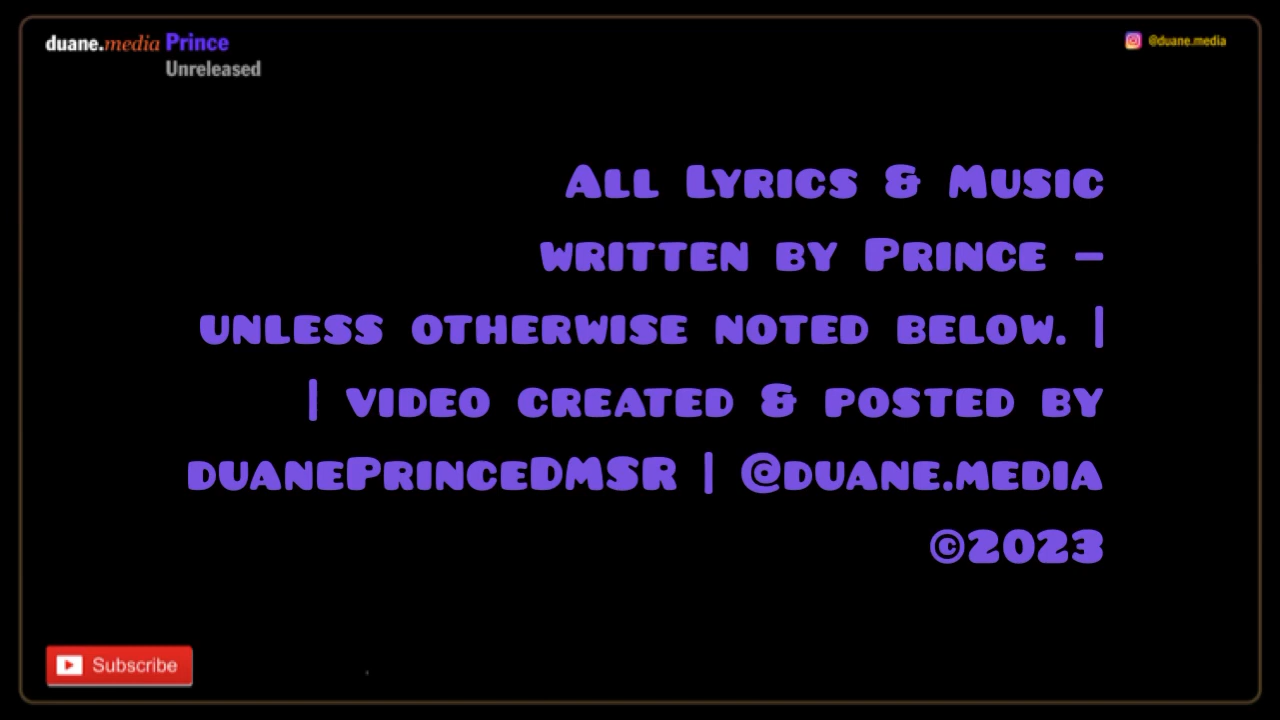 duane.media Prince
Unreleased
@duane.media
All Lyrics & Music
written by Prince –
unless otherwise noted below. |
| video created & posted by
duanePrinceDMSR | @duane.media
©2023
Subscribe